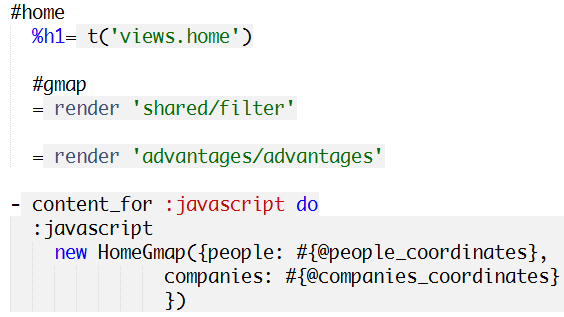 #home
  %h1= t('views.home')

  #gmap
  = render 'shared/filter'

  = render 'advantages/advantages'

- content_for :javascript do
  :javascript
    new HomeGmap({people: #{@people_coordinates},
              companies: #{@companies_coordinates}
              })